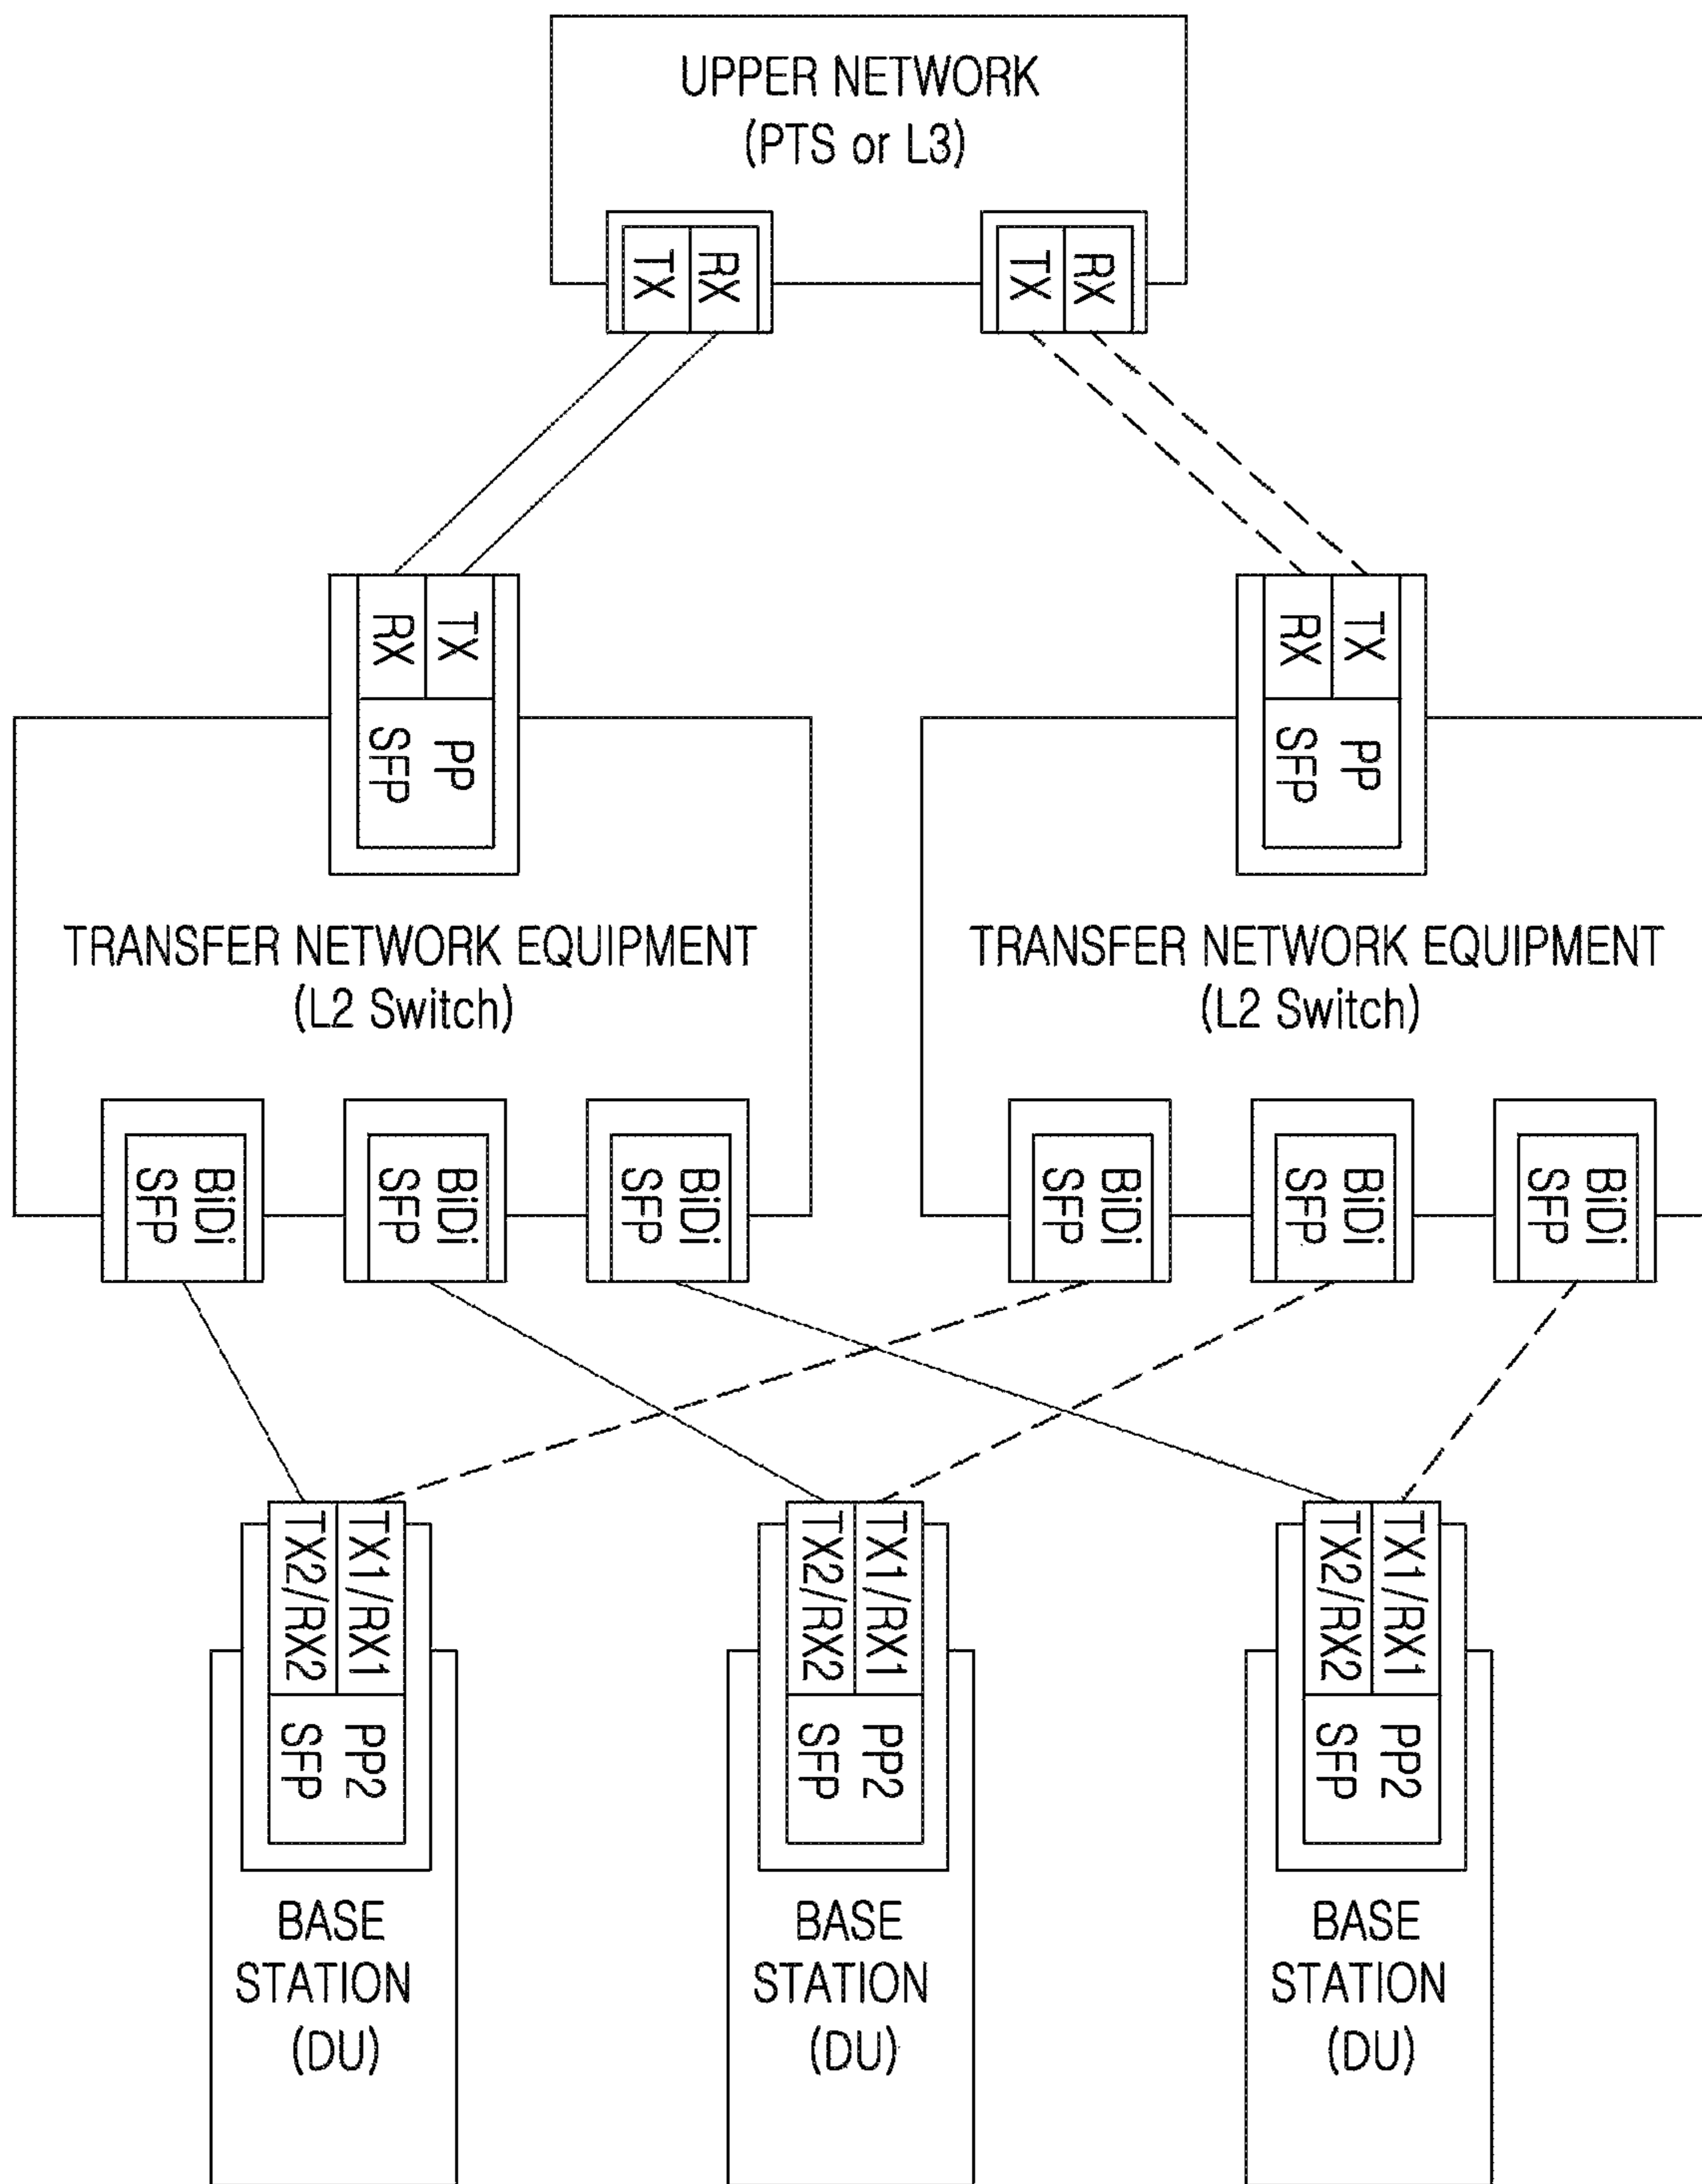 UPPER NETWORK
(PTS or L3)
RX
TX
RX
TX
TX
RX
PP
SFP
TX
RX
PP
SFP
TRANSFER NETWORK EQUIPMENT
(L2 Switch)
TRANSFER NETWORK EQUIPMENT
(L2 Switch)
BiDi
SFP
BiDi
SFP
BiDi
SFP
BiDi
SFP
BiDi
SFP
BiDi
SFP
TX1/RX1
TX2/RX2
PP2
SFP
TX1/RX1
TX2/RX2
PP2
SFP
TX1/RX1
TX2/RX2
PP2
SFP
BASE
STATION
(DU)
BASE
STATION
(DU)
BASE
STATION
(DU)